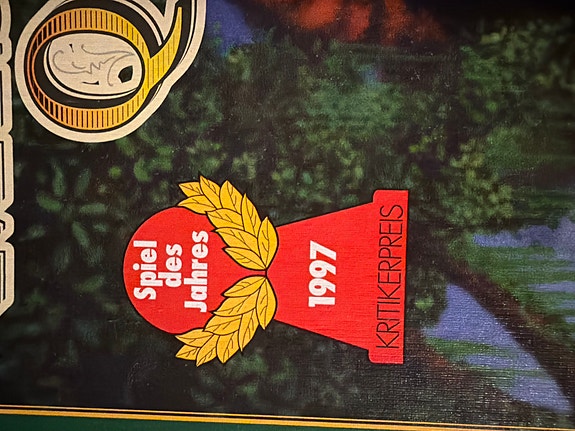 Spiel
des
Jahres
1997
KRITIKERPREIS